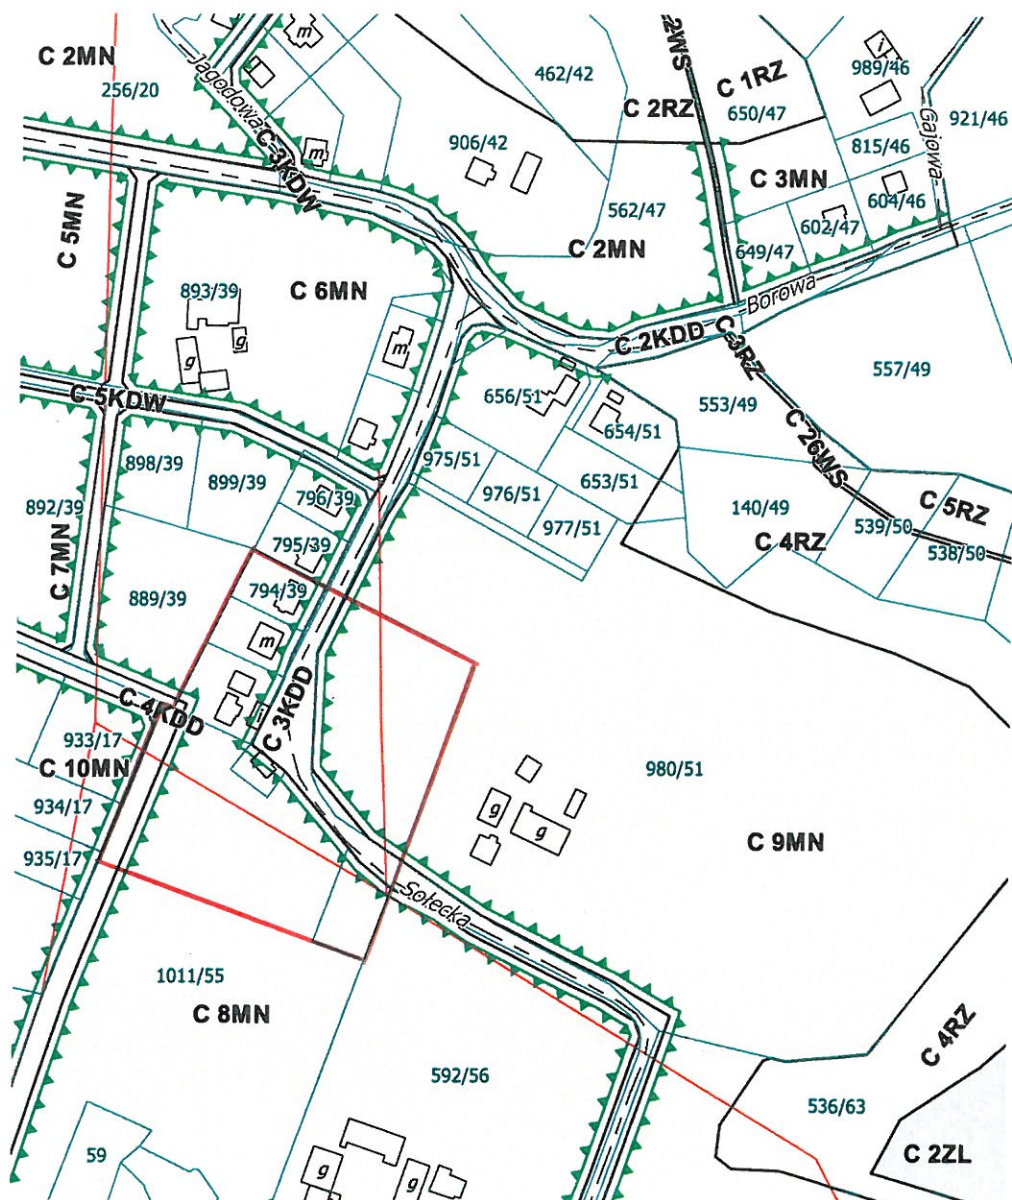 C 2MN
256/20
Jagodowa
m
C 3KDW
m
462/42
C 2RZ
2WS
C 1RZ
650/47
i
989/46
921/46
Gajowa
815/46
906/42
C 3MN
604/46
562/47
602/47
C 2MN
649/47
C 5MN
893/39
C 6MN
Borowa
C 2KDD
C 3RZ
g
g
m
557/49
C 5KDW
656/51
553/49
654/51
C 26WS
898/39
899/39
975/51
653/51
976/51
796/39
977/51
140/49
C 5RZ
892/39
539/50
C 4RZ
538/50
C 7MN
795/39
889/39
794/39
m
C 4KDD
C 3KDD
i
933/17
C 10MN
980/51
934/17
g
g
C 9MN
935/17
Sołecka
1011/55
C 8MN
C 4RZ
592/56
536/63
59
g
g
C 2ZL